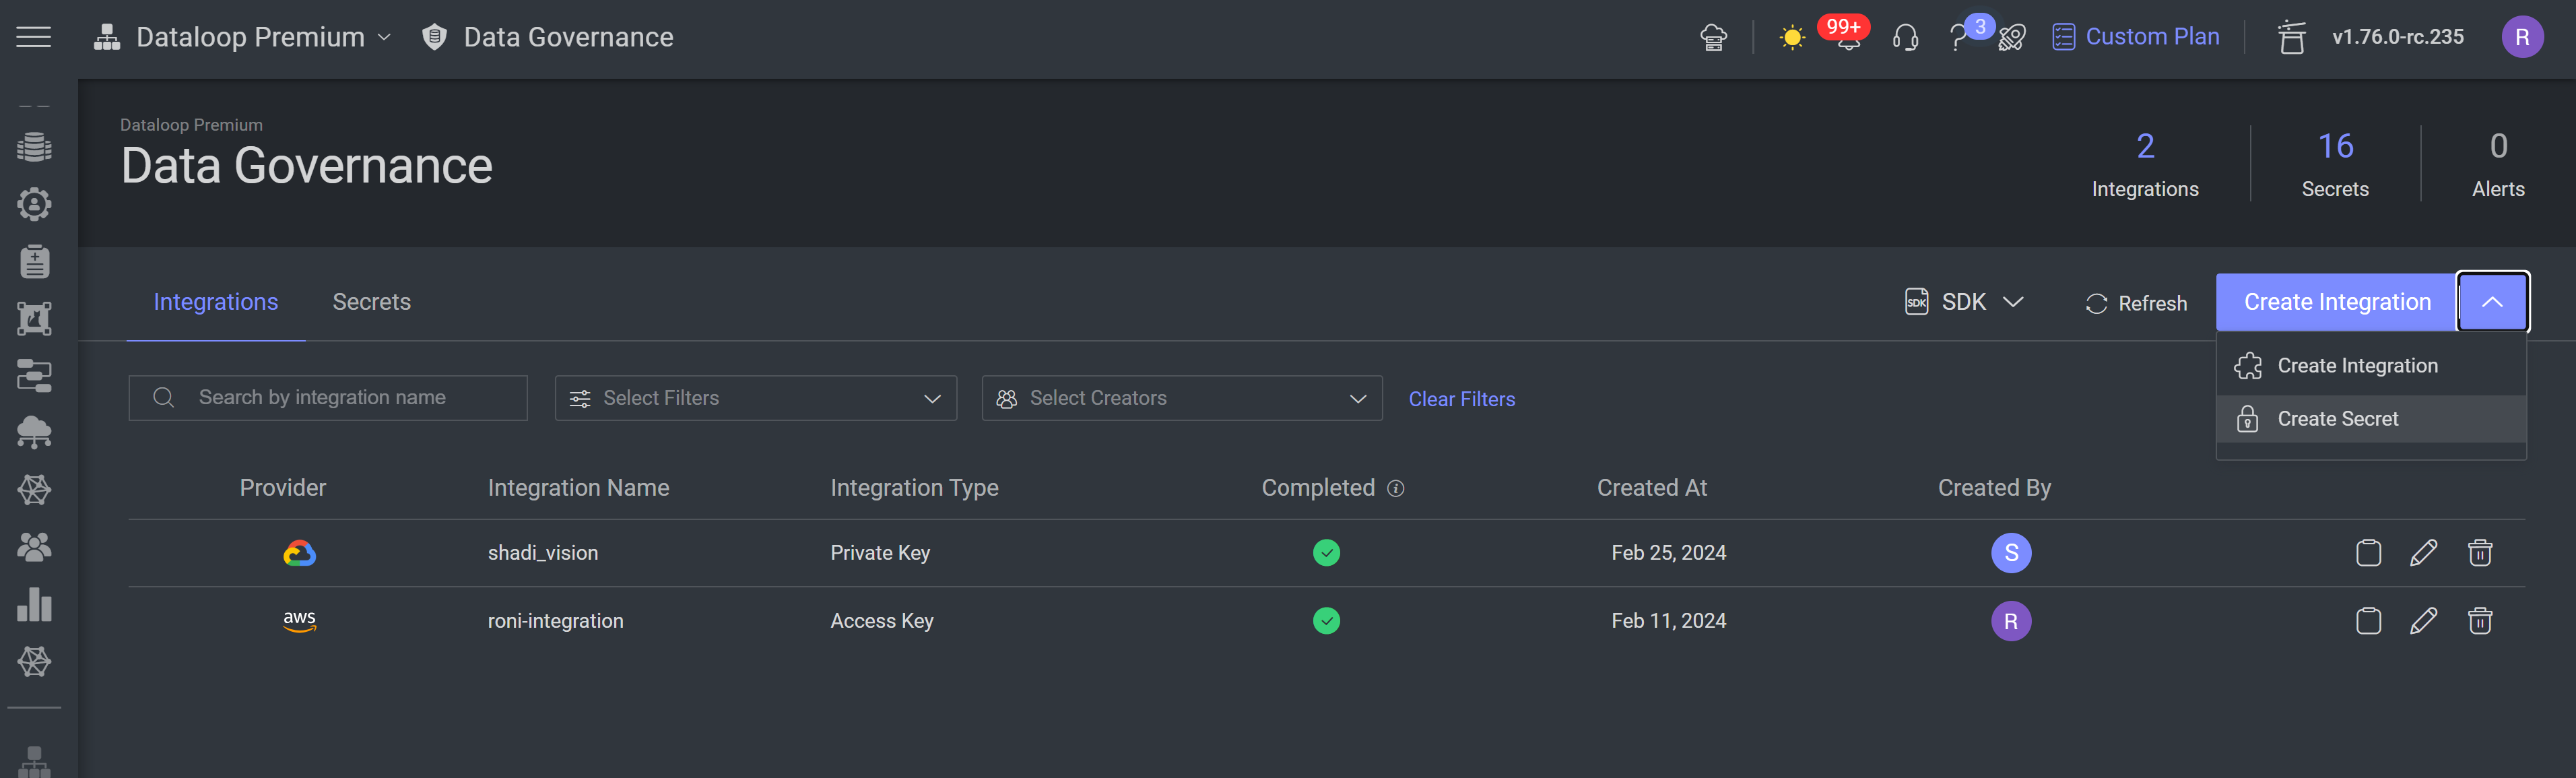 Dataloop Premium
Data Governance
99+
3
Custom Plan
v1.76.0-rc.235
R
Dataloop Premium
Data Governance
2
Integrations
16
Secrets
0
Alerts
Integrations
Secrets
SDK
SDK
Refresh
Create Integration
Create Integration
Create Secret
Search by integration name
Select Filters
Select Creators
Clear Filters
Provider Integration Name Integration Type Completed Created At Created By
shadi_vision Private Key Feb 25, 2024 S
aws roni-integration Access Key Feb 11, 2024 R